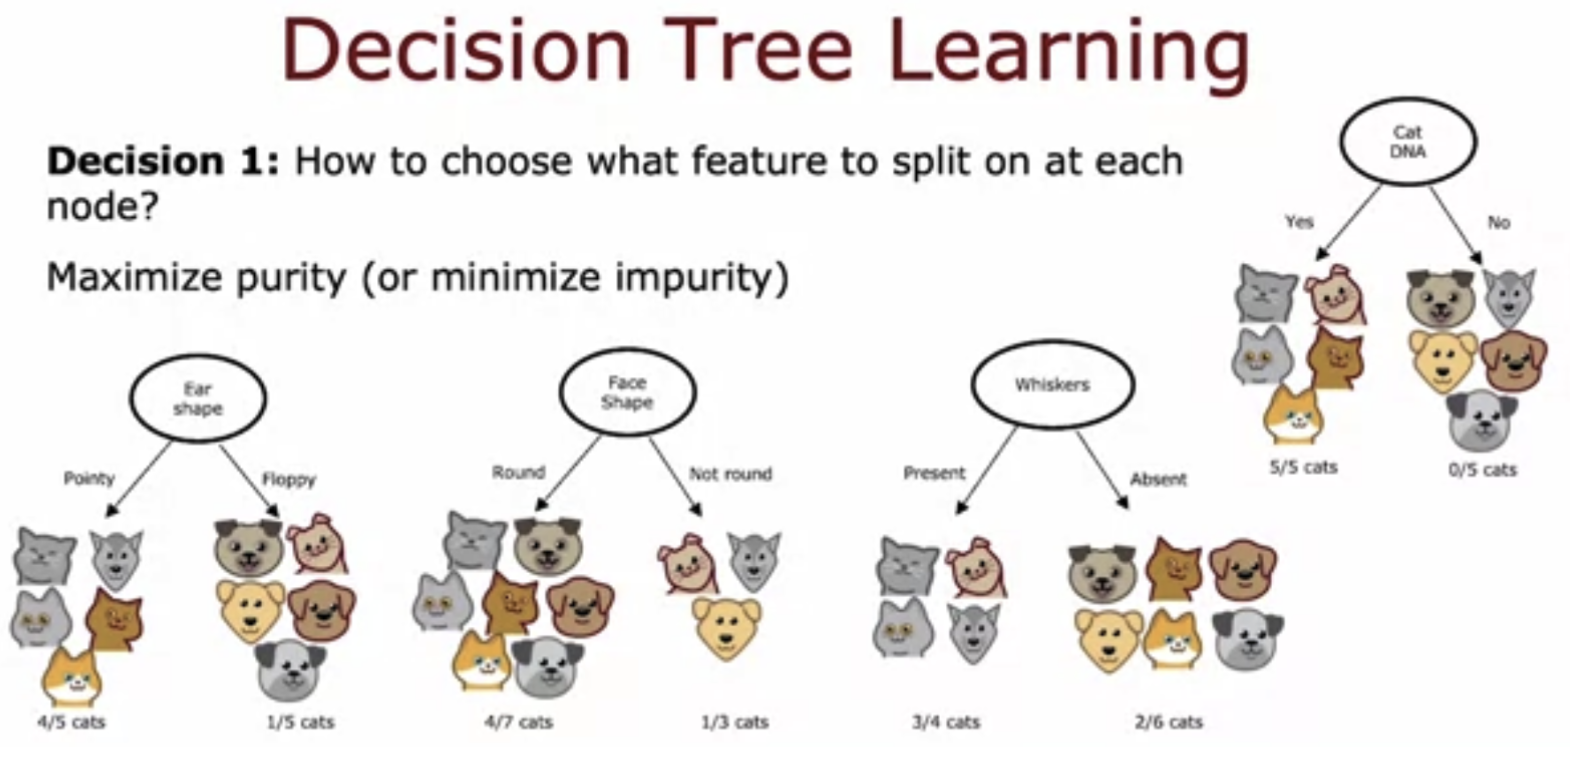 Decision Tree Learning
Decision 1: How to choose what feature to split on at each
node?
Maximize purity (or minimize impurity)
Cat
DNA
Yes
No
5/5 cats
0/5 cats
Ear
shape
Pointy
Floppy
4/5 cats
1/5 cats
Face
Shape
Round
Not round
4/7 cats
1/3 cats
Whiskers
Present
Absent
3/4 cats
2/6 cats